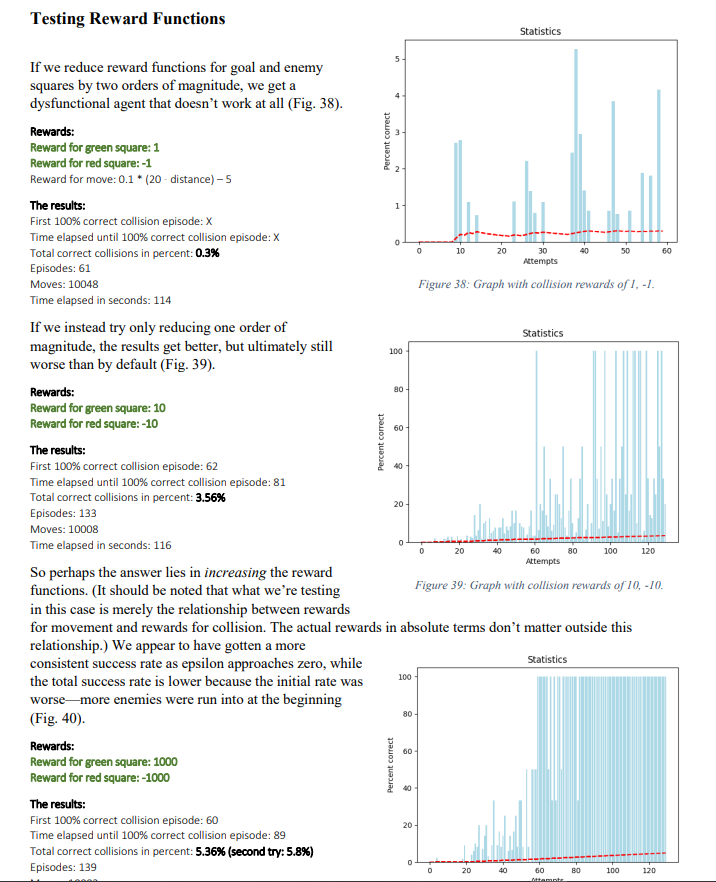 Testing Reward Functions
If we reduce reward functions for goal and enemy
squares by two orders of magnitude, we get a
dysfunctional agent that doesn’t work at all (Fig. 38).
Rewards:
Reward for green square: 1
Reward for red square: -1
Reward for move: 0.1 * (20 - distance) – 5
The results:
First 100% correct collision episode: X
Time elapsed until 100% correct collision episode: X
Total correct collisions in percent: 0.3%
Episodes: 61
Moves: 10048
Time elapsed in seconds: 114
Statistics
Percent correct
5
4
3
2
1
0
0 10 20 30 40 50 60
Attempts
Figure 38: Graph with collision rewards of 1, -1.
If we instead try only reducing one order of
magnitude, the results get better, but ultimately still
worse than by default (Fig. 39).
Rewards:
Reward for green square: 10
Reward for red square: -10
The results:
First 100% correct collision episode: 62
Time elapsed until 100% correct collision episode: 81
Total correct collisions in percent: 3.56%
Episodes: 133
Moves: 10008
Time elapsed in seconds: 116
Statistics
Percent correct
100
80
60
40
20
0
0 20 40 60 80 100 120
Attempts
Figure 39: Graph with collision rewards of 10, -10.
So perhaps the answer lies in increasing the reward
functions. (It should be noted that what we’re testing
in this case is merely the relationship between rewards
for movement and rewards for collision. The actual rewards in absolute terms don’t matter outside this
relationship.) We appear to have gotten a more
consistent success rate as epsilon approaches zero, while
the total success rate is lower because the initial rate was
worse—more enemies were run into at the beginning
(Fig. 40).
Rewards:
Reward for green square: 1000
Reward for red square: -1000
The results:
First 100% correct collision episode: 60
Time elapsed until 100% correct collision episode: 89
Total correct collisions in percent: 5.36% (second try: 5.8%)
Episodes: 139
Statistics
Percent correct
100
80
60
40
20
0
0 20 40 60 80 100 120
Attempts